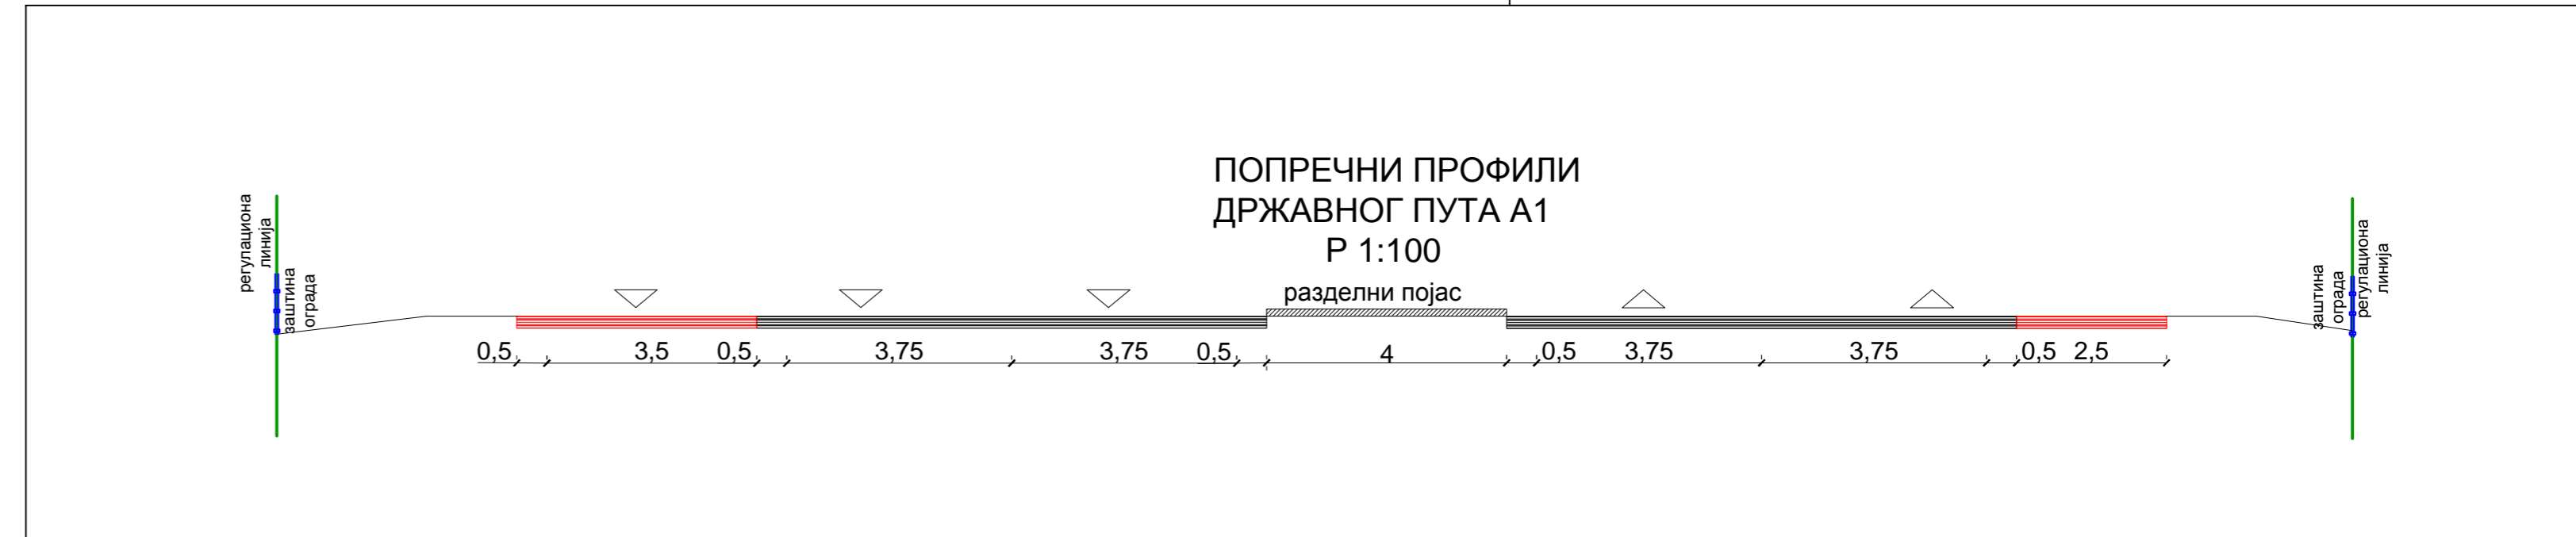 ПОПРЕЧНИ ПРОФИЛИ
ДРЖАВНОГ ПУТА А1
Р 1:100
разделни појас
регулациона
линија
заштина
ограда
заштина
ограда
регулациона
линија
0,5 3,5 0,5 3,75 3,75 0,5 4 0,5 3,75 3,75 0,5 2,5